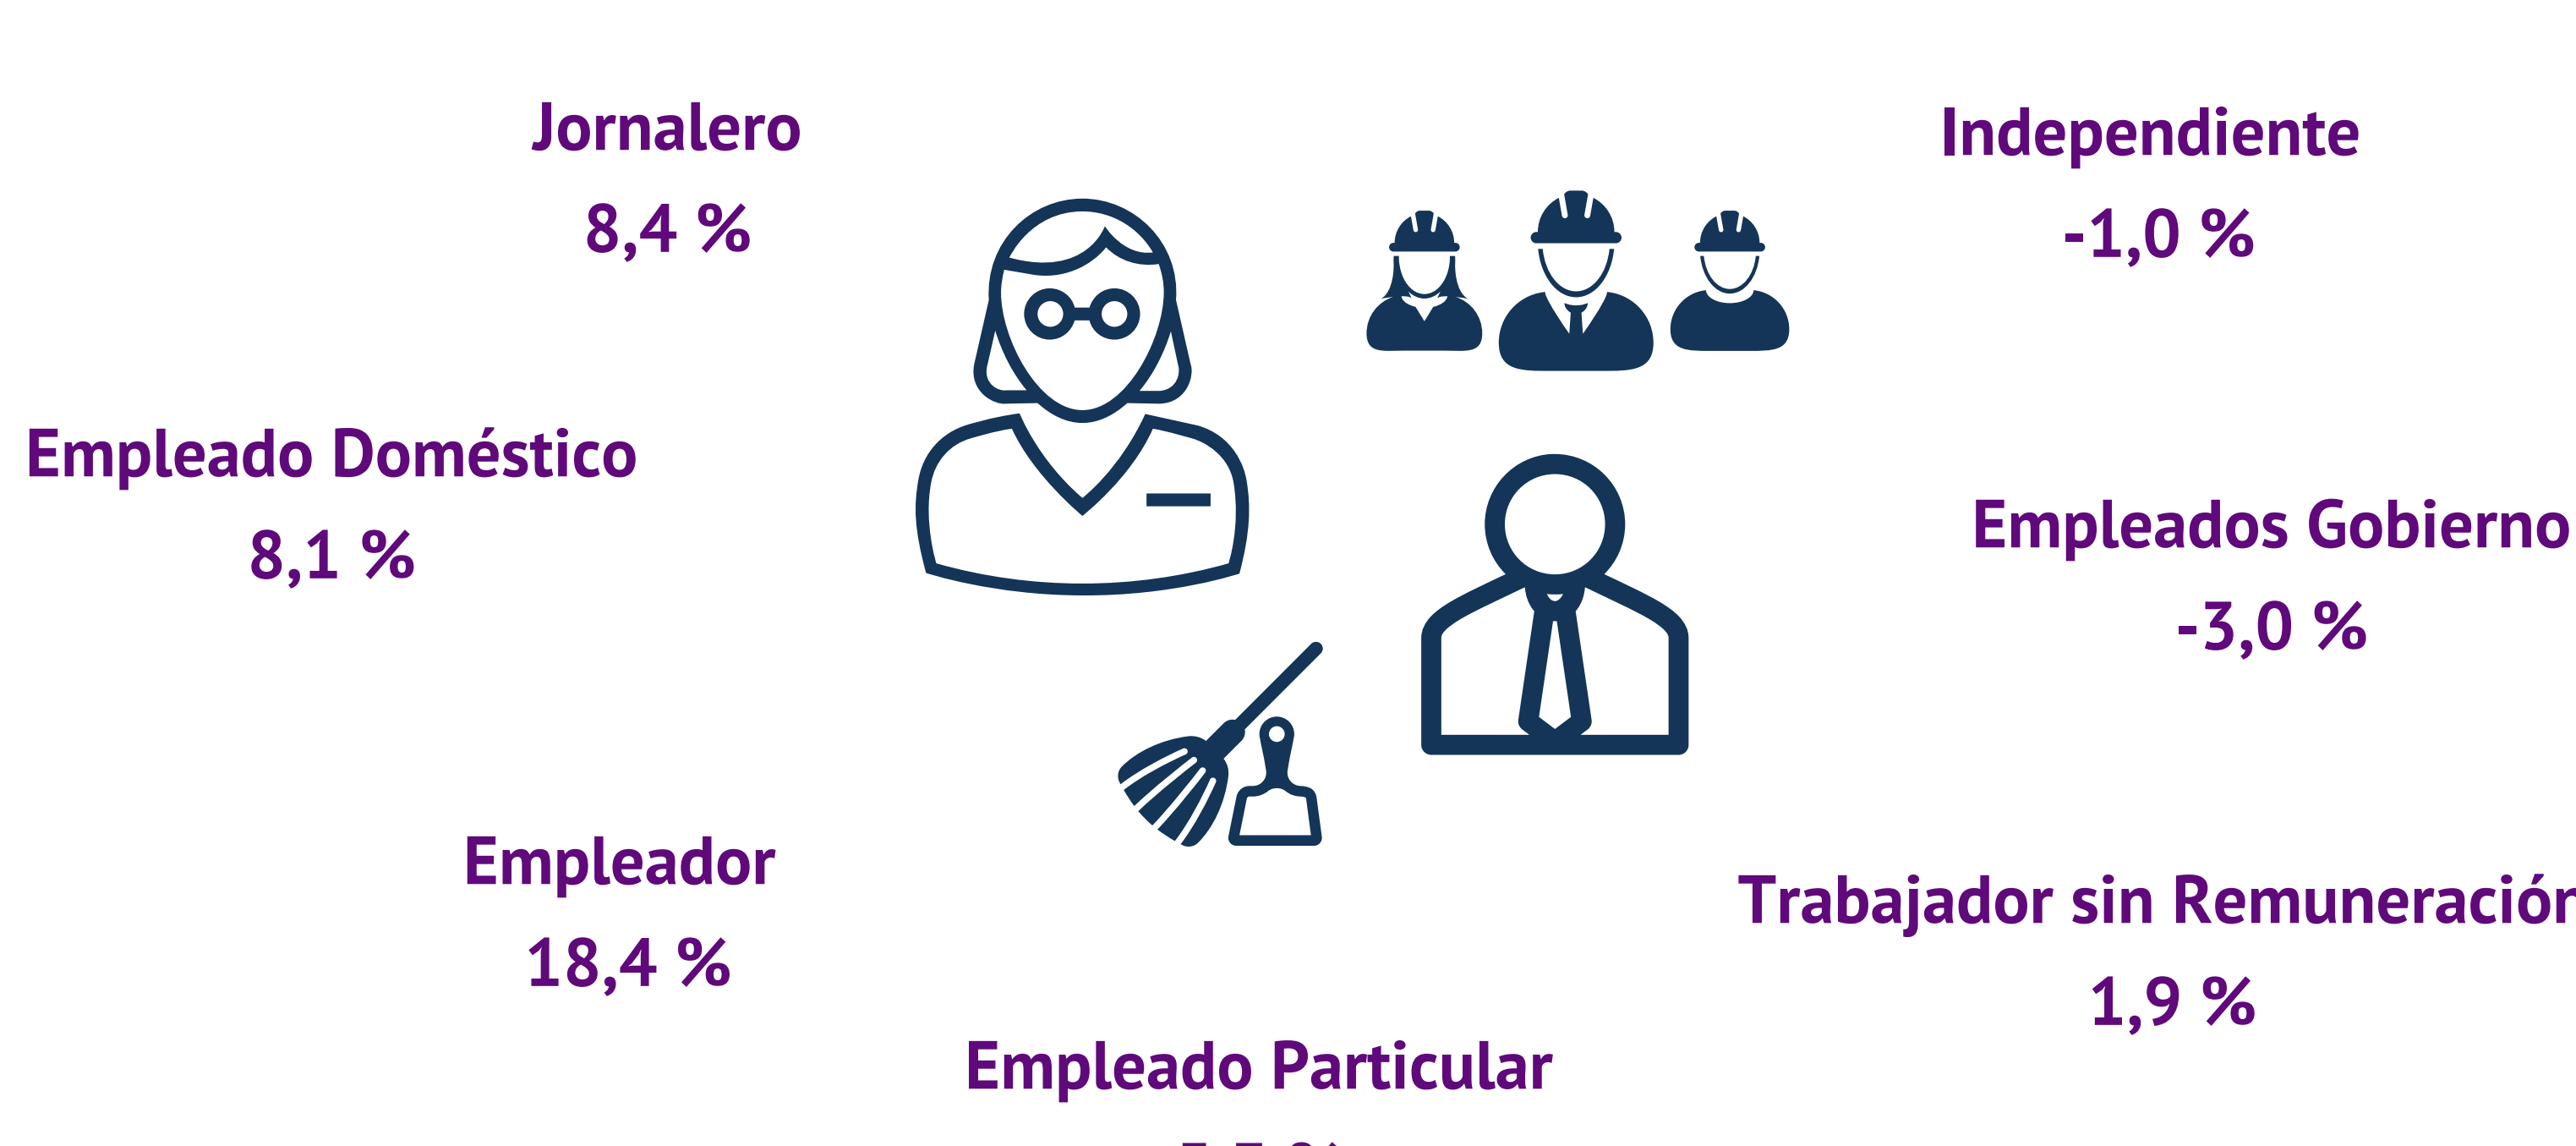 Jornalero
8,4 %
Independiente
-1,0 %
Empleado Doméstico
8,1 %
Empleados Gobierno
-3,0 %
Empleador
18,4 %
Trabajador sin Remuneración
1,9 %
Empleado Particular